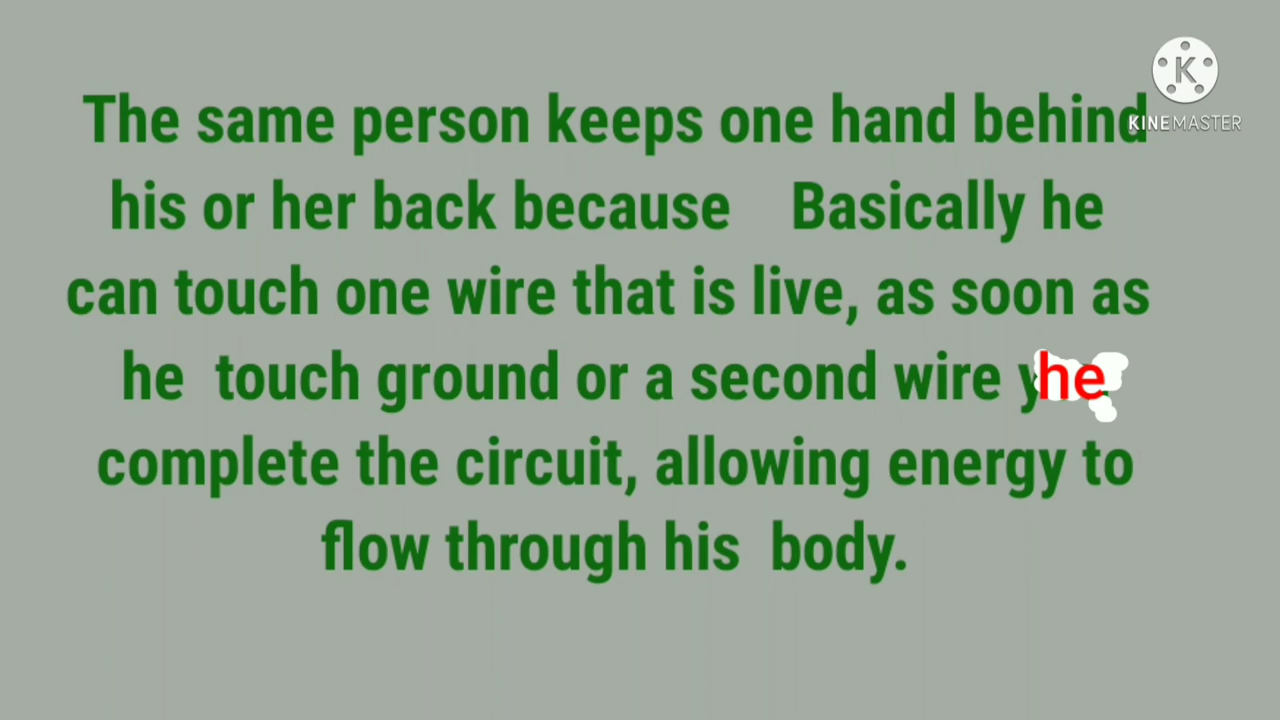 The same person keeps one hand behind
KINEMASTER
his or her back because Basically he
can touch one wire that is live, as soon as
he touch ground or a second wire he
complete the circuit, allowing energy to
flow through his body.